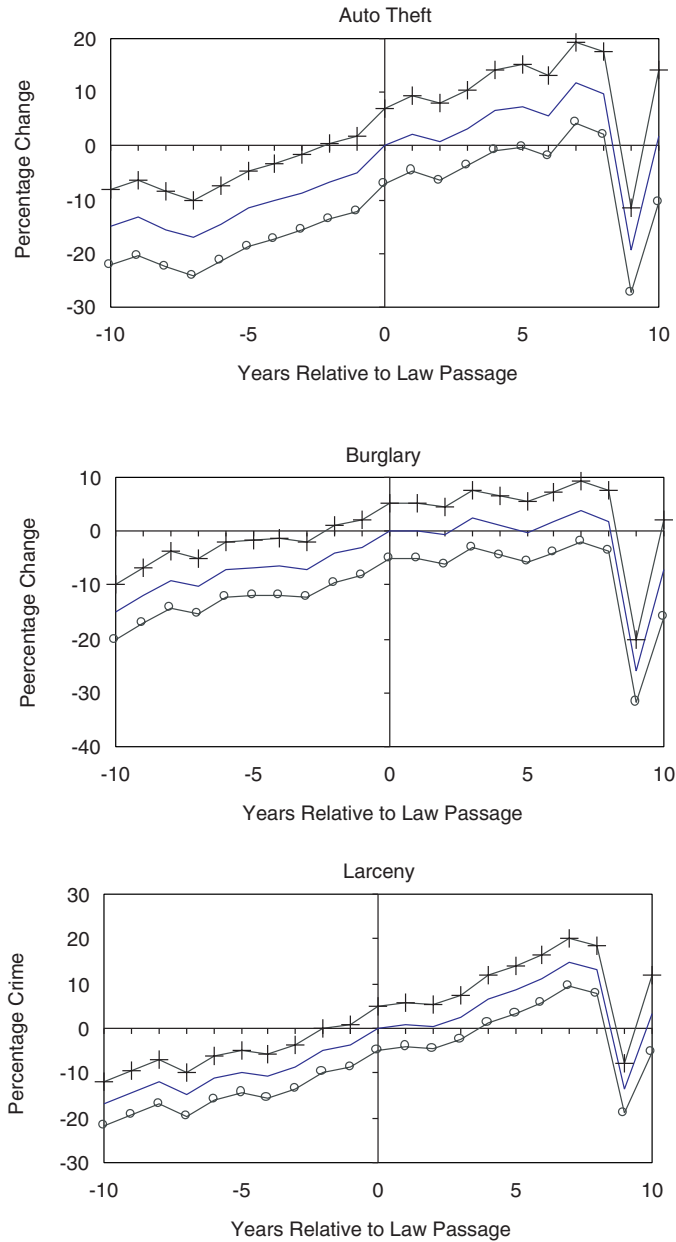 Auto Theft
20
10
0
-10
-20
-30
Percentage Change
-10 -5 0 5 10
Years Relative to Law Passage
Burglary
10
0
-10
-20
-30
-40
Peercentage Change
-10 -5 0 5 10
Years Relative to Law Passage
Larceny
30
20
10
0
-10
-20
-30
Percentage Crime
-10 -5 0 5 10
Years Relative to Law Passage